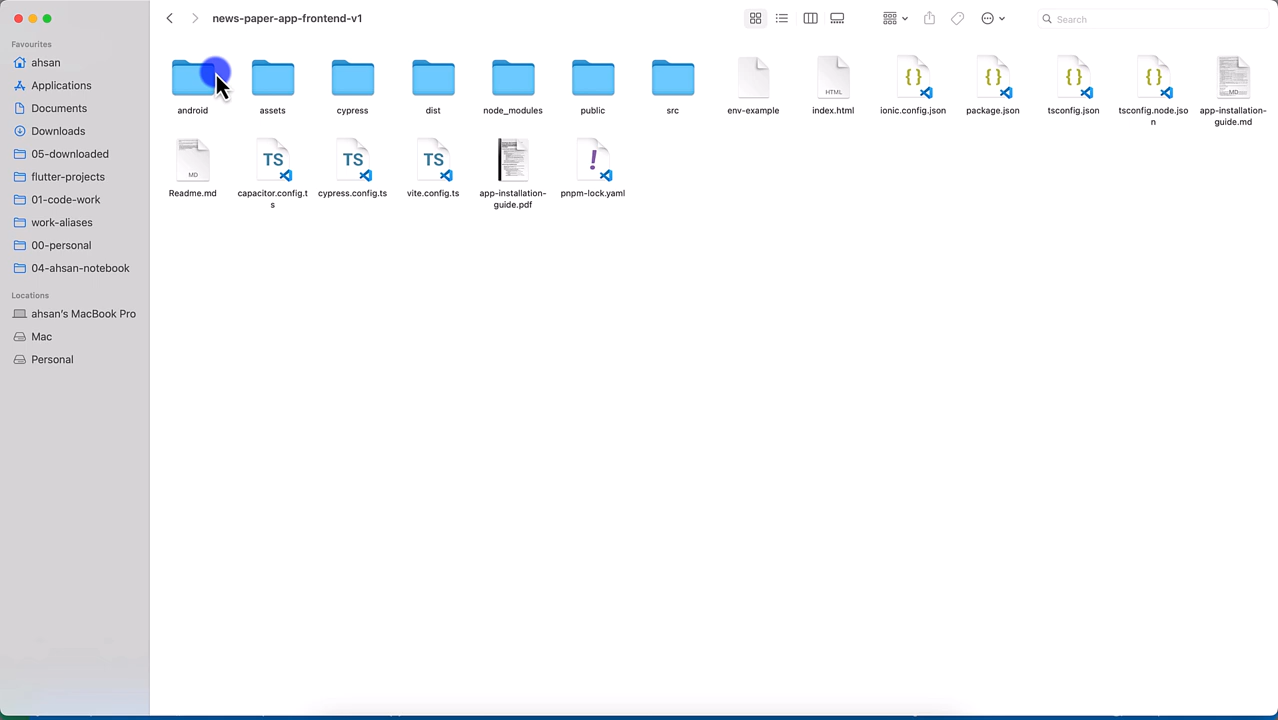 news-paper-app-frontend-v1
Search
Favourites
ahsan
Applications
Documents
Downloads
05-downloaded
flutter-projects
01-code-work
work-aliases
00-personal
04-ahsan-notebook
Locations
ahsan's MacBook Pro
Mac
Personal
android
assets
cypress
dist
node_modules
public
src
env-example
HTML
index.html
{}
ionic.config.json
{}
package.json
{}
tsconfig.json
{}
tsconfig.node.jso
n
MD
app-installation-
guide.md
MD
Readme.md
TS
capacitor.config.t
s
TS
cypress.config.ts
TS
vite.config.ts
app-installation-
guide.pdf
!
pnpm-lock.yaml